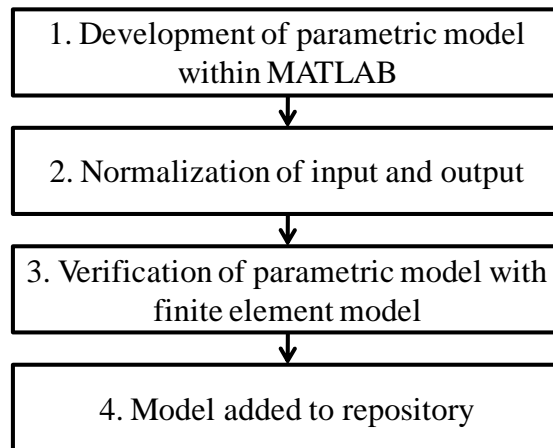 1. Development of parametric model
within MATLAB
2. Normalization of input and output
3. Verification of parametric model with
finite element model
4. Model added to repository